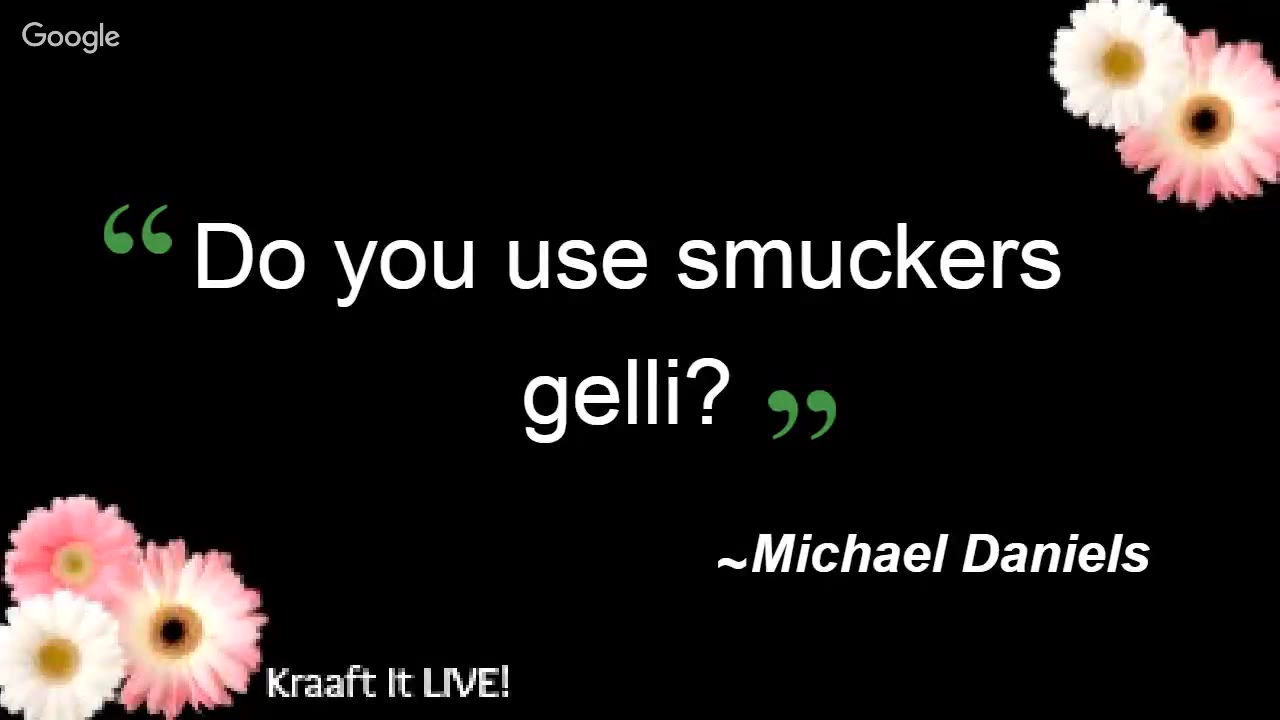 Google
“Do you use smuckers
gelli?”
~Michael Daniels
Kraaft It LIVE!